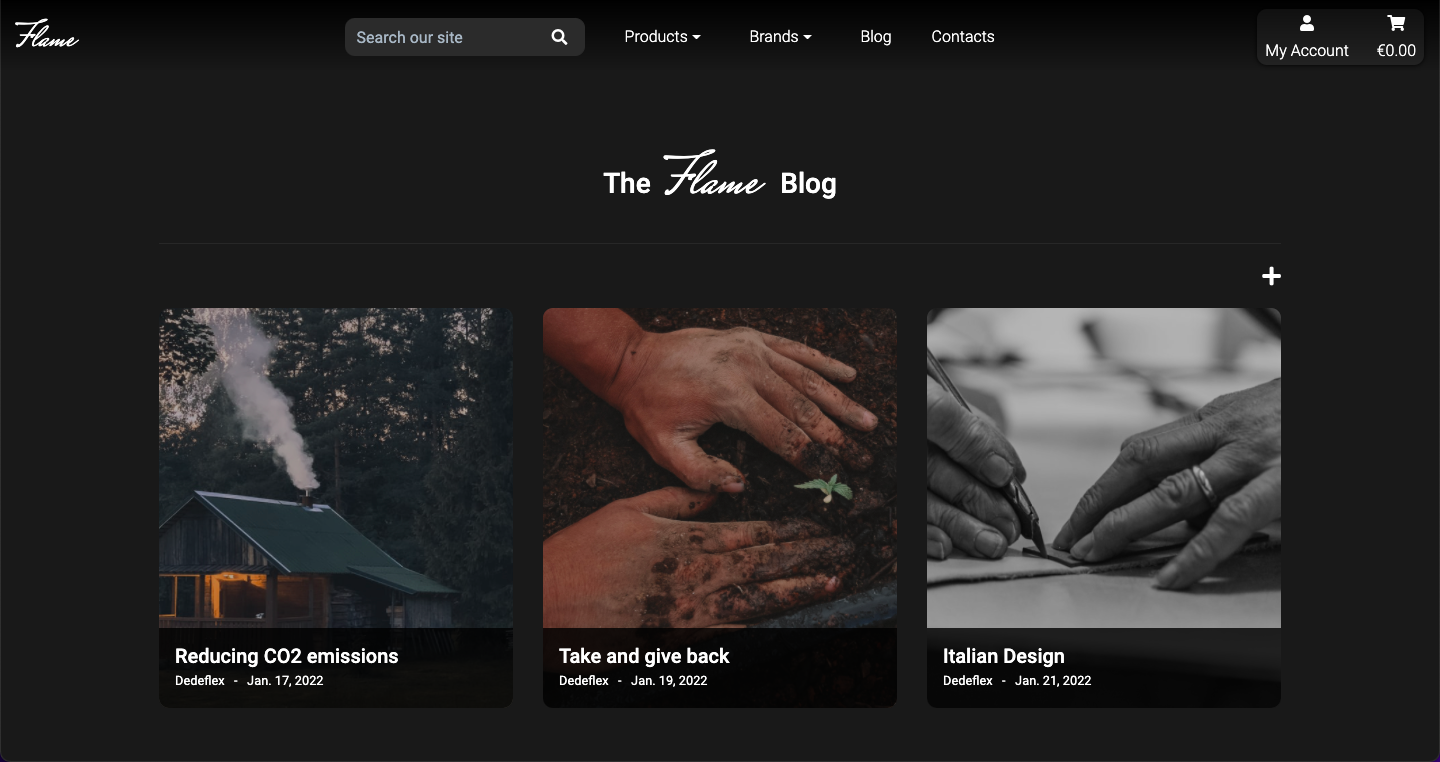 Flame
Search our site
Products
Brands
Blog
Contacts
My Account
€0.00
The Flame Blog
Reducing CO2 emissions
Dedeflex - Jan. 17, 2022
Take and give back
Dedeflex - Jan. 19, 2022
Italian Design
Dedeflex - Jan. 21, 2022